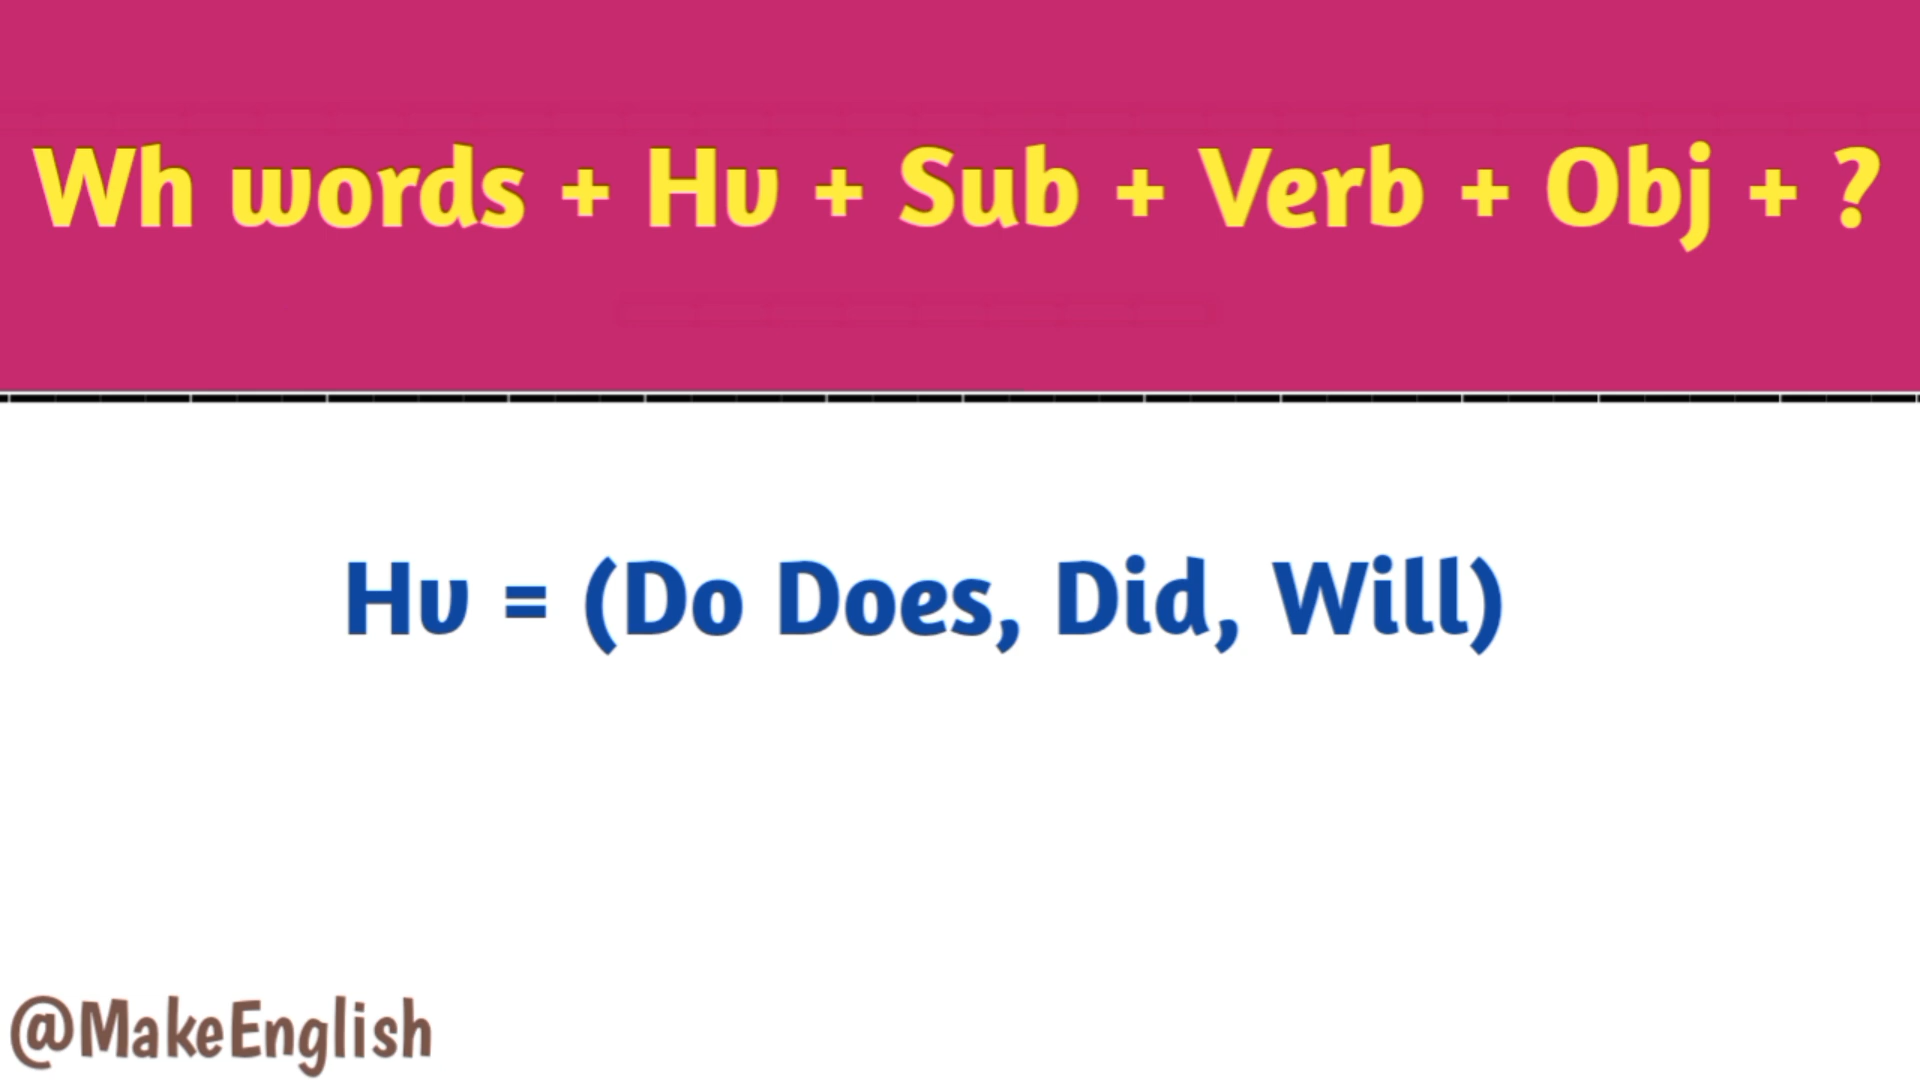 Wh words + Hv + Sub + Verb + Obj + ?
Hv = (Do Does, Did, Will)
@MakeEnglish